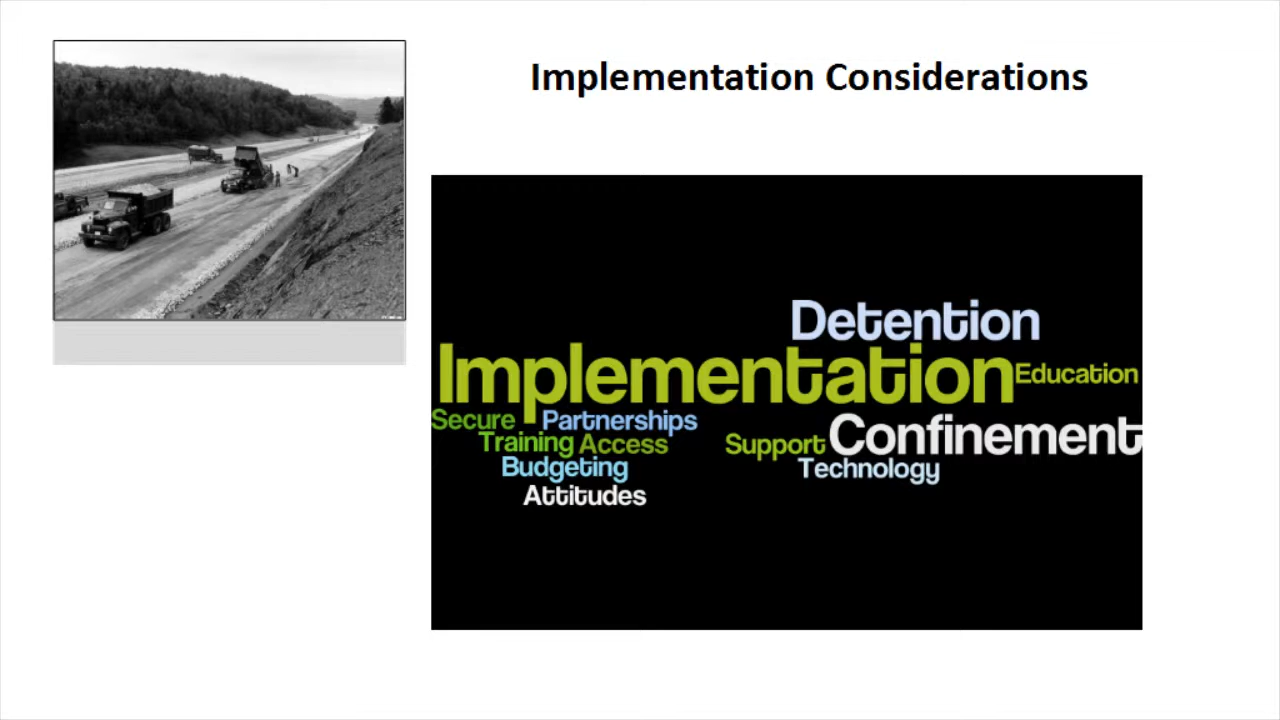 Implementation Considerations
Detention
Implementation
Education
Secure
Partnerships
Confinement
Training
Access
Support
Budgeting
Technology
Attitudes